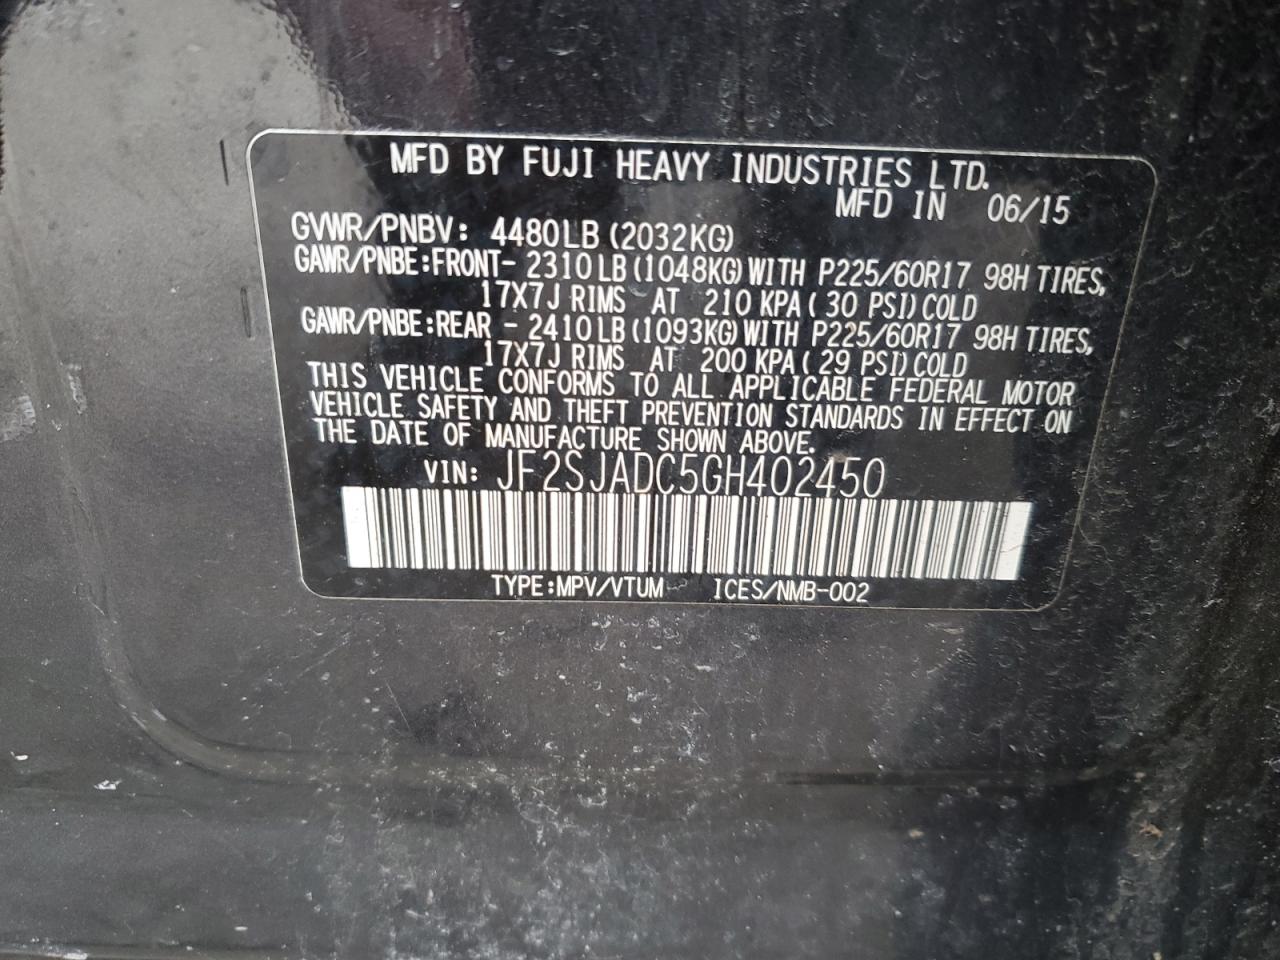 MFD BY FUJI HEAVY INDUSTRIES LTD.
MFD IN 06/15
GVWR/PNBV: 4480LB (2032KG)
GAWR/PNBE:FRONT- 2310 LB (1048KG) WITH P225/60R17 98H TIRES,
17X7J RIMS AT 210 KPA ( 30 PSI) COLD
GAWR/PNBE:REAR - 2410 LB (1093KG) WITH P225/60R17 98H TIRES,
17X7J RIMS AT 200 KPA ( 29 PSI) COLD
THIS VEHICLE CONFORMS TO ALL APPLICABLE FEDERAL MOTOR
VEHICLE SAFETY AND THEFT PREVENTION STANDARDS IN EFFECT ON
THE DATE OF MANUFACTURE SHOWN ABOVE.
VIN: JF2SJADC5GH402450
TYPE:MPV/VTUM ICES/NMB-002